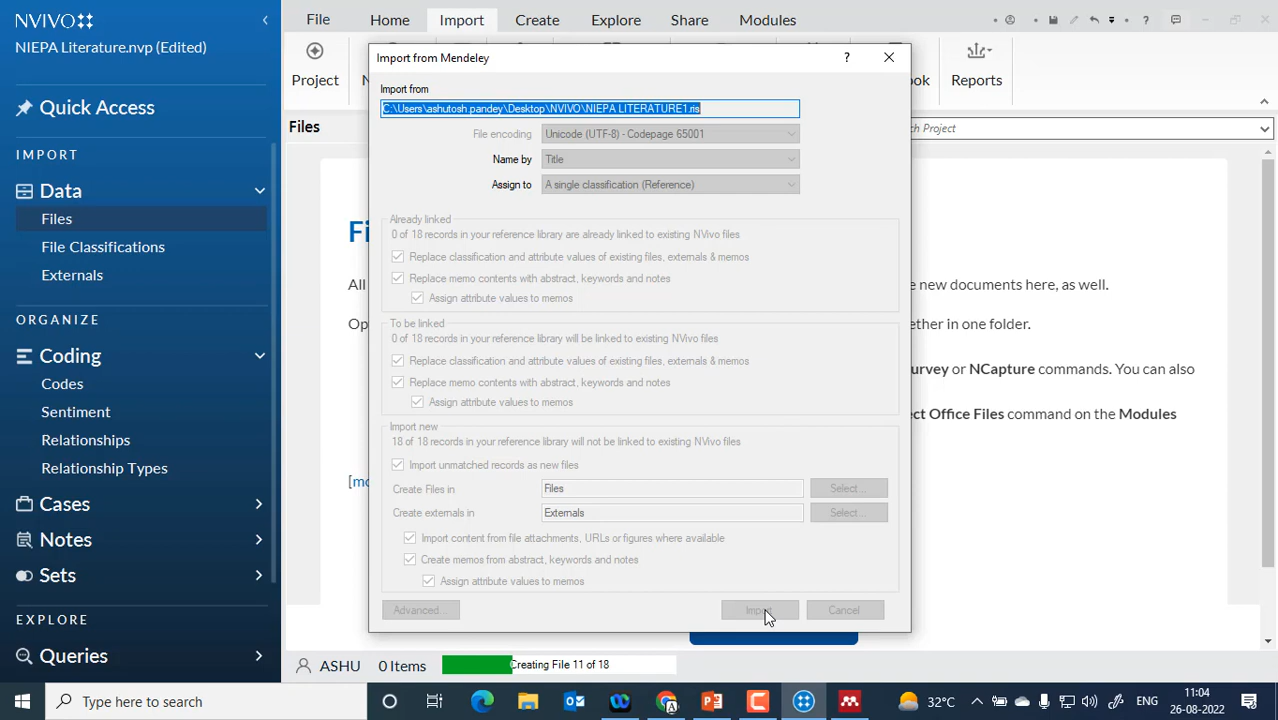 NVIVO
NIEPA Literature.nvp (Edited)
File
Home
Import
Create
Explore
Share
Modules
Project
Reports
Quick Access
IMPORT
Data
Files
File Classifications
Externals
ORGANIZE
Coding
Codes
Sentiment
Relationships
Relationship Types
Cases
Notes
Sets
EXPLORE
Queries
Files
Import from Mendeley
?
Import from
C:\Users\ashutosh.pandey\Desktop\NVIVO\NIEPA LITERATURE1.ris
File encoding
Unicode (UTF-8) - Codepage 65001
Name by
Title
Assign to
A single classification (Reference)
Already linked
0 of 18 records in your reference library are already linked to existing NVivo files
Replace classification and attribute values of existing files, externals & memos
Replace memo contents with abstract, keywords and notes
Assign attribute values to memos
To be linked
0 of 18 records in your reference library will be linked to existing NVivo files
Replace classification and attribute values of existing files, externals & memos
Replace memo contents with abstract, keywords and notes
Assign attribute values to memos
Import new
18 of 18 records in your reference library will not be linked to existing NVivo files
Import unmatched records as new files
Create Files in
Files
Select...
Create externals in
Externals
Select...
Import content from file attachments, URLs or figures where available
Create memos from abstract, keywords and notes
Assign attribute values to memos
Advanced...
Import
Cancel
ook
rch Project
Fi
All
e new documents here, as well.
Op
ether in one folder.
urvey or NCapture commands. You can also
ect Office Files command on the Modules
[mo
ASHU
0 Items
Creating File 11 of 18
Type here to search
32°C
ENG
11:04
26-08-2022